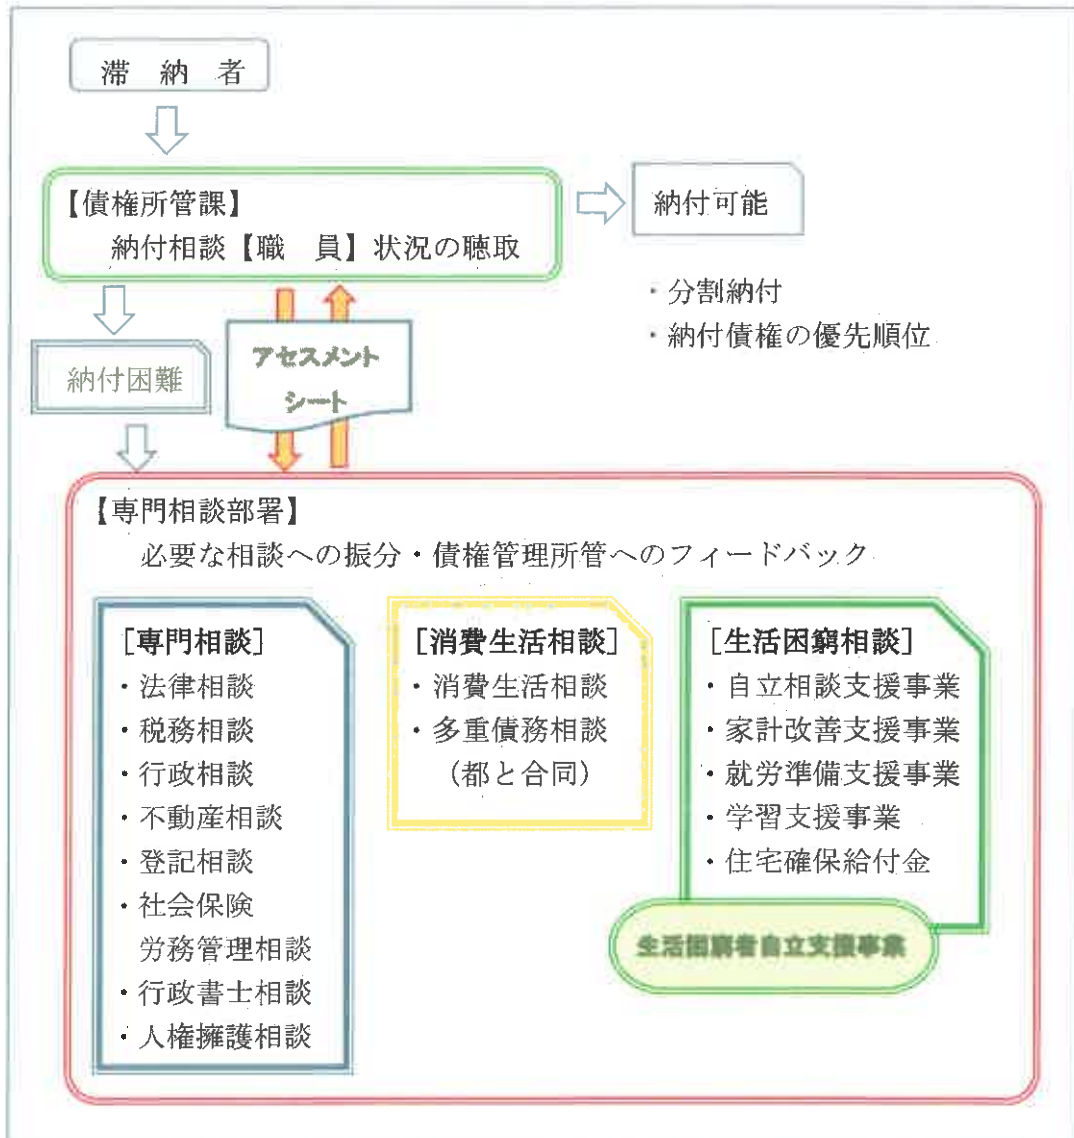 滞 納 者
【債権所管課】
納付相談【職 員】状況の聴取
納付可能
・分割納付
・納付債権の優先順位
納付困難
アセスメント
シート
【専門相談部署】
必要な相談への振分・債権管理所管へのフィードバック
［専門相談］
・法律相談
・税務相談
・行政相談
・不動産相談
・登記相談
・社会保険
労務管理相談
・行政書士相談
・人権擁護相談
［消費生活相談］
・消費生活相談
・多重債務相談
（都と合同）
［生活困窮相談］
・自立相談支援事業
・家計改善支援事業
・就労準備支援事業
・学習支援事業
・住宅確保給付金
生活困窮者自立支援事業